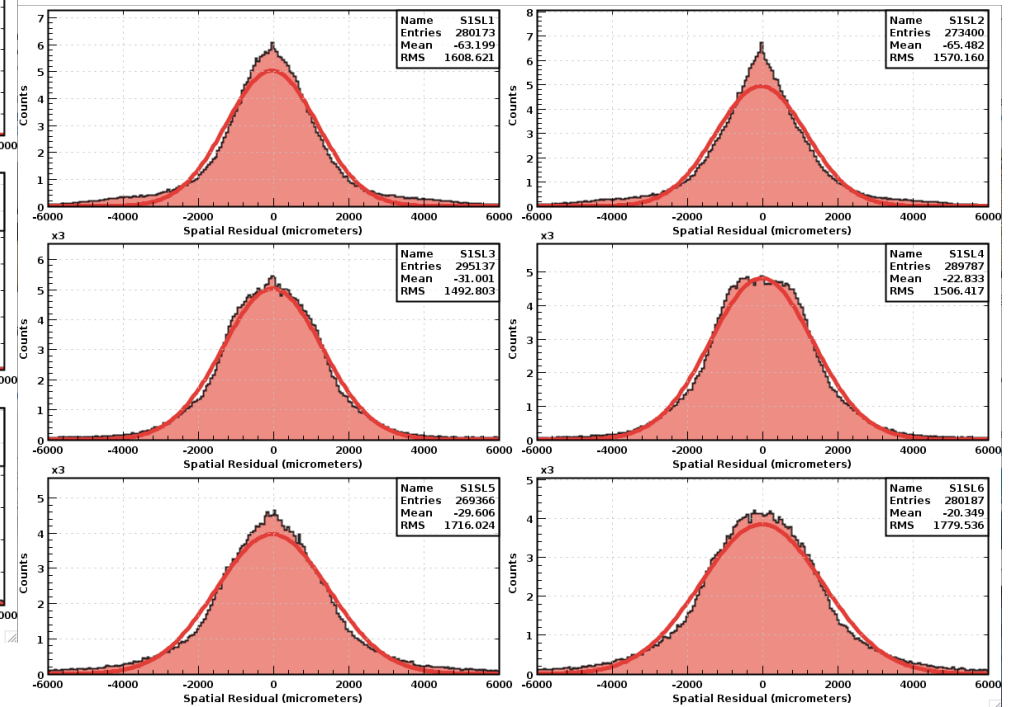 7
6
5
4
3
2
1
0
Counts
Name S1SL1
Entries 280173
Mean -63.199
RMS 1608.621
-6000 -4000 -2000 0 2000 4000 6000
Spatial Residual (micrometers)
8
7
6
5
4
3
2
1
0
Counts
Name S1SL2
Entries 273400
Mean -65.482
RMS 1570.160
-6000 -4000 -2000 0 2000 4000 6000
Spatial Residual (micrometers)
x3
6
5
4
3
2
1
0
Counts
Name S1SL3
Entries 295137
Mean -31.001
RMS 1492.803
-6000 -4000 -2000 0 2000 4000 6000
Spatial Residual (micrometers)
x3
5
4
3
2
1
0
Counts
Name S1SL4
Entries 289787
Mean -22.833
RMS 1506.417
-6000 -4000 -2000 0 2000 4000 6000
Spatial Residual (micrometers)
x3
5
4
3
2
1
0
Counts
Name S1SL5
Entries 269366
Mean -29.606
RMS 1716.024
-6000 -4000 -2000 0 2000 4000 6000
Spatial Residual (micrometers)
x3
5
4
3
2
1
0
Counts
Name S1SL6
Entries 280187
Mean -20.349
RMS 1779.536
-6000 -4000 -2000 0 2000 4000 6000
Spatial Residual (micrometers)